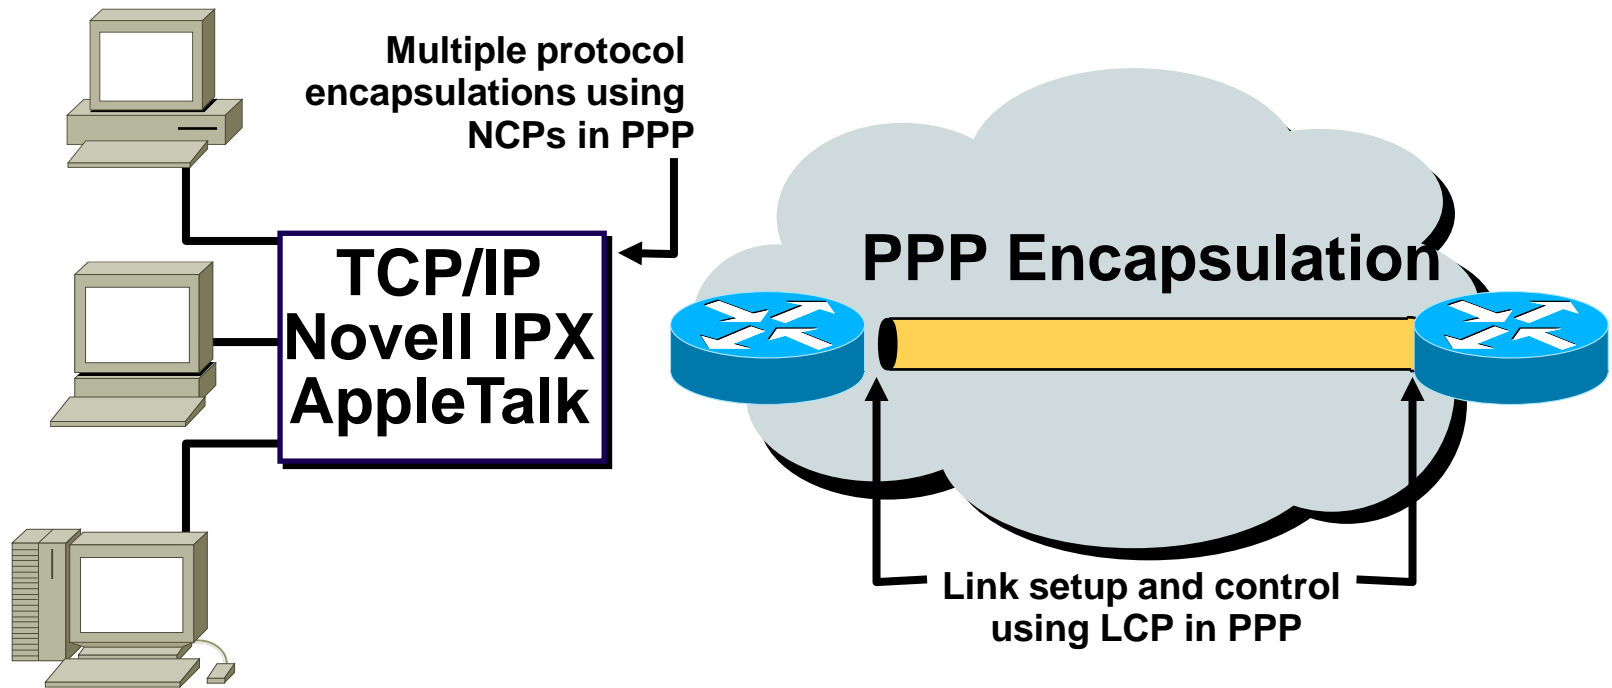 Multiple protocol
encapsulations using
NCPs in PPP
TCP/IP
Novell IPX
AppleTalk
PPP Encapsulation
Link setup and control
using LCP in PPP